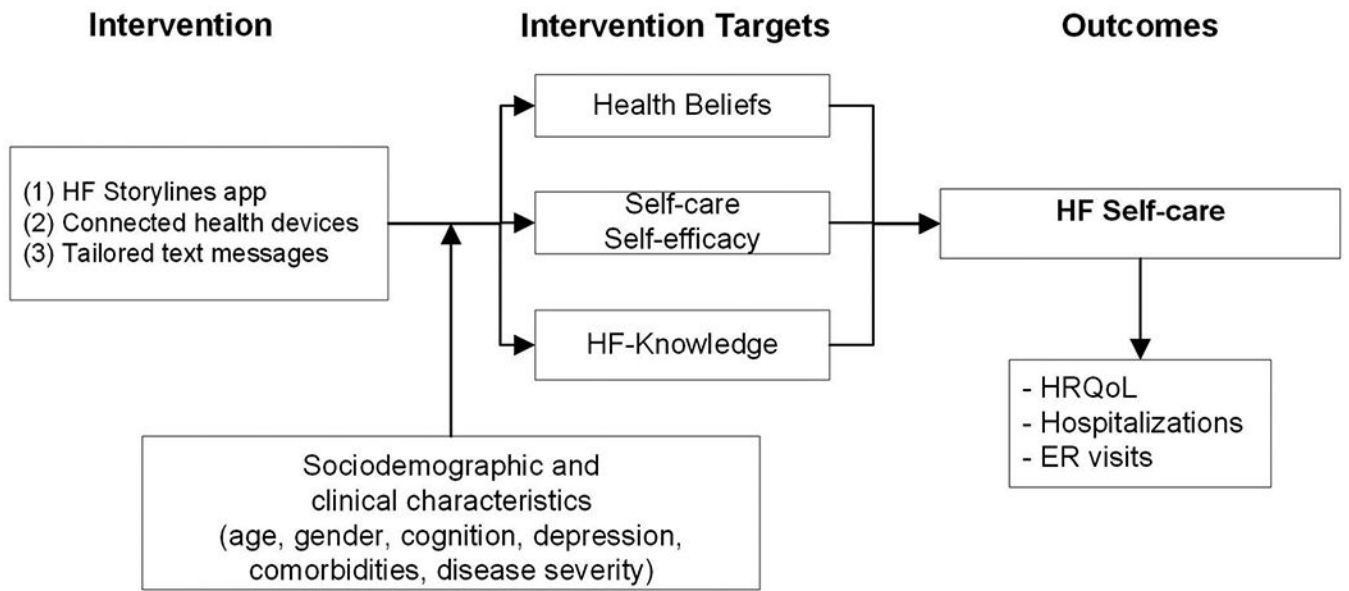 Intervention
Intervention Targets
Outcomes
(1) HF Storylines app
(2) Connected health devices
(3) Tailored text messages
Health Beliefs
Self-care
Self-efficacy
HF-Knowledge
HF Self-care
- HRQoL
- Hospitalizations
- ER visits
Sociodemographic and
clinical characteristics
(age, gender, cognition, depression,
comorbidities, disease severity)